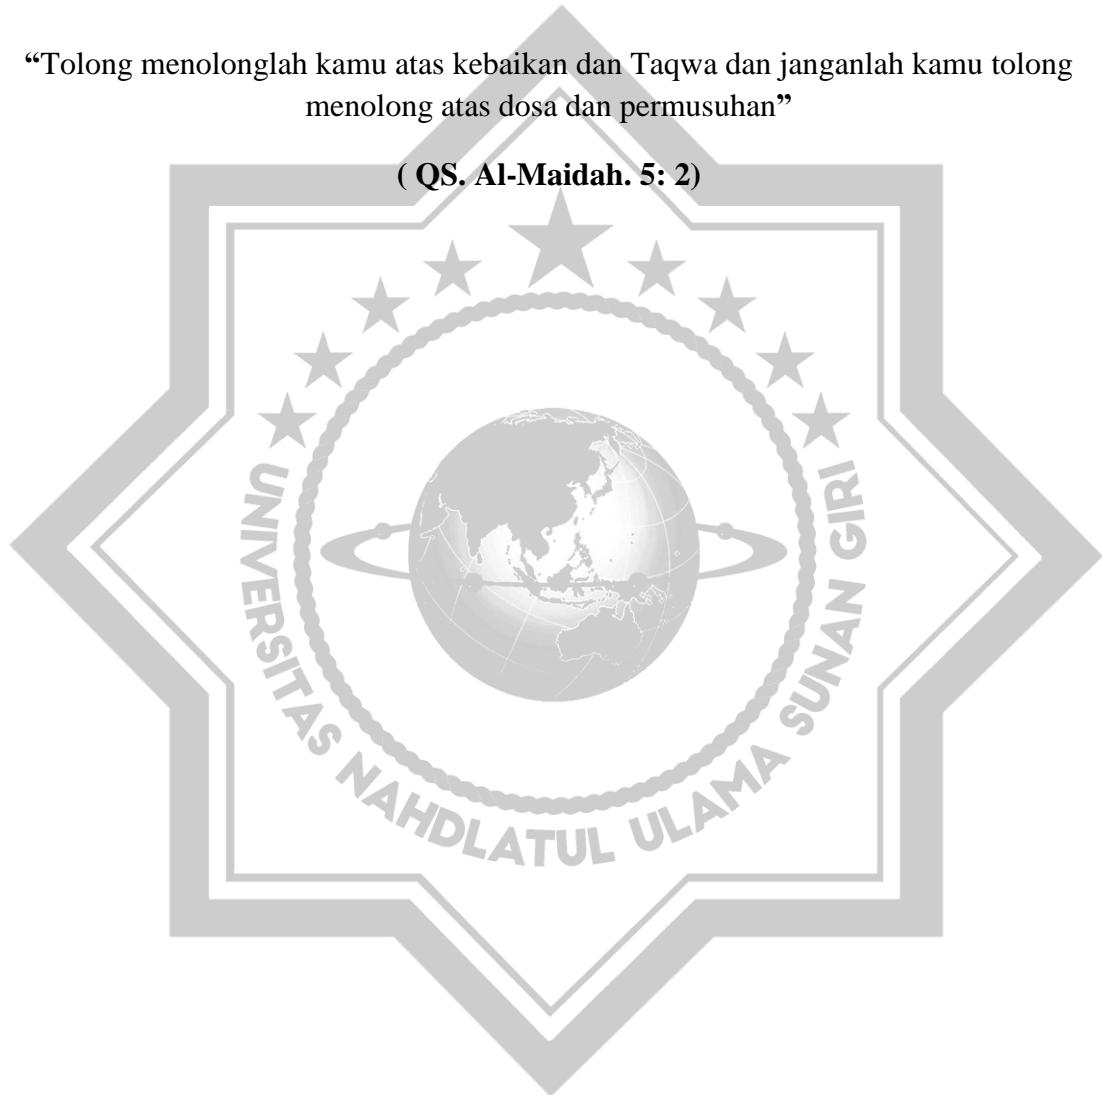 “Tolong menolonglah kamu atas kebaikan dan Taqwa dan janganlah kamu tolong
menolong atas dosa dan permusuhan”
( QS. Al-Maidah. 5: 2)
UNIVERSITAS NAHDLATUL ULAMA SUNAN GIRI